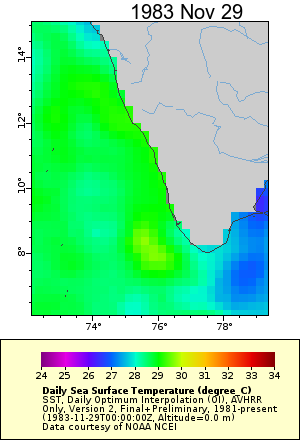 1983 Nov 29
14°
12°
10°
8°
74°
76°
78°
24 25 26 27 28 29 30 31 32 33 34
Daily Sea Surface Temperature (degree_C)
SST, Daily Optimum Interpolation (OI), AVHRR
Only, Version 2, Final+Preliminary, 1981-present
(1983-11-29T00:00:00Z, Altitude=0.0 m)
Data courtesy of NOAA NCEI